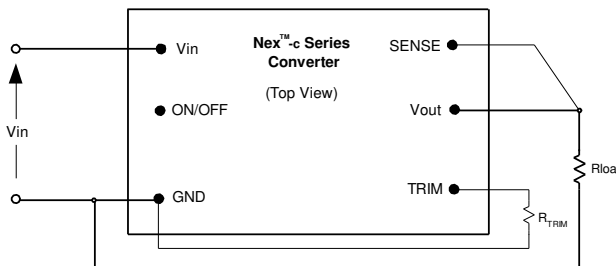 Nex™-c Series
Converter
(Top View)
Vin
SENSE
ON/OFF
Vout
Vin
Rloa
GND
TRIM
RTRIM